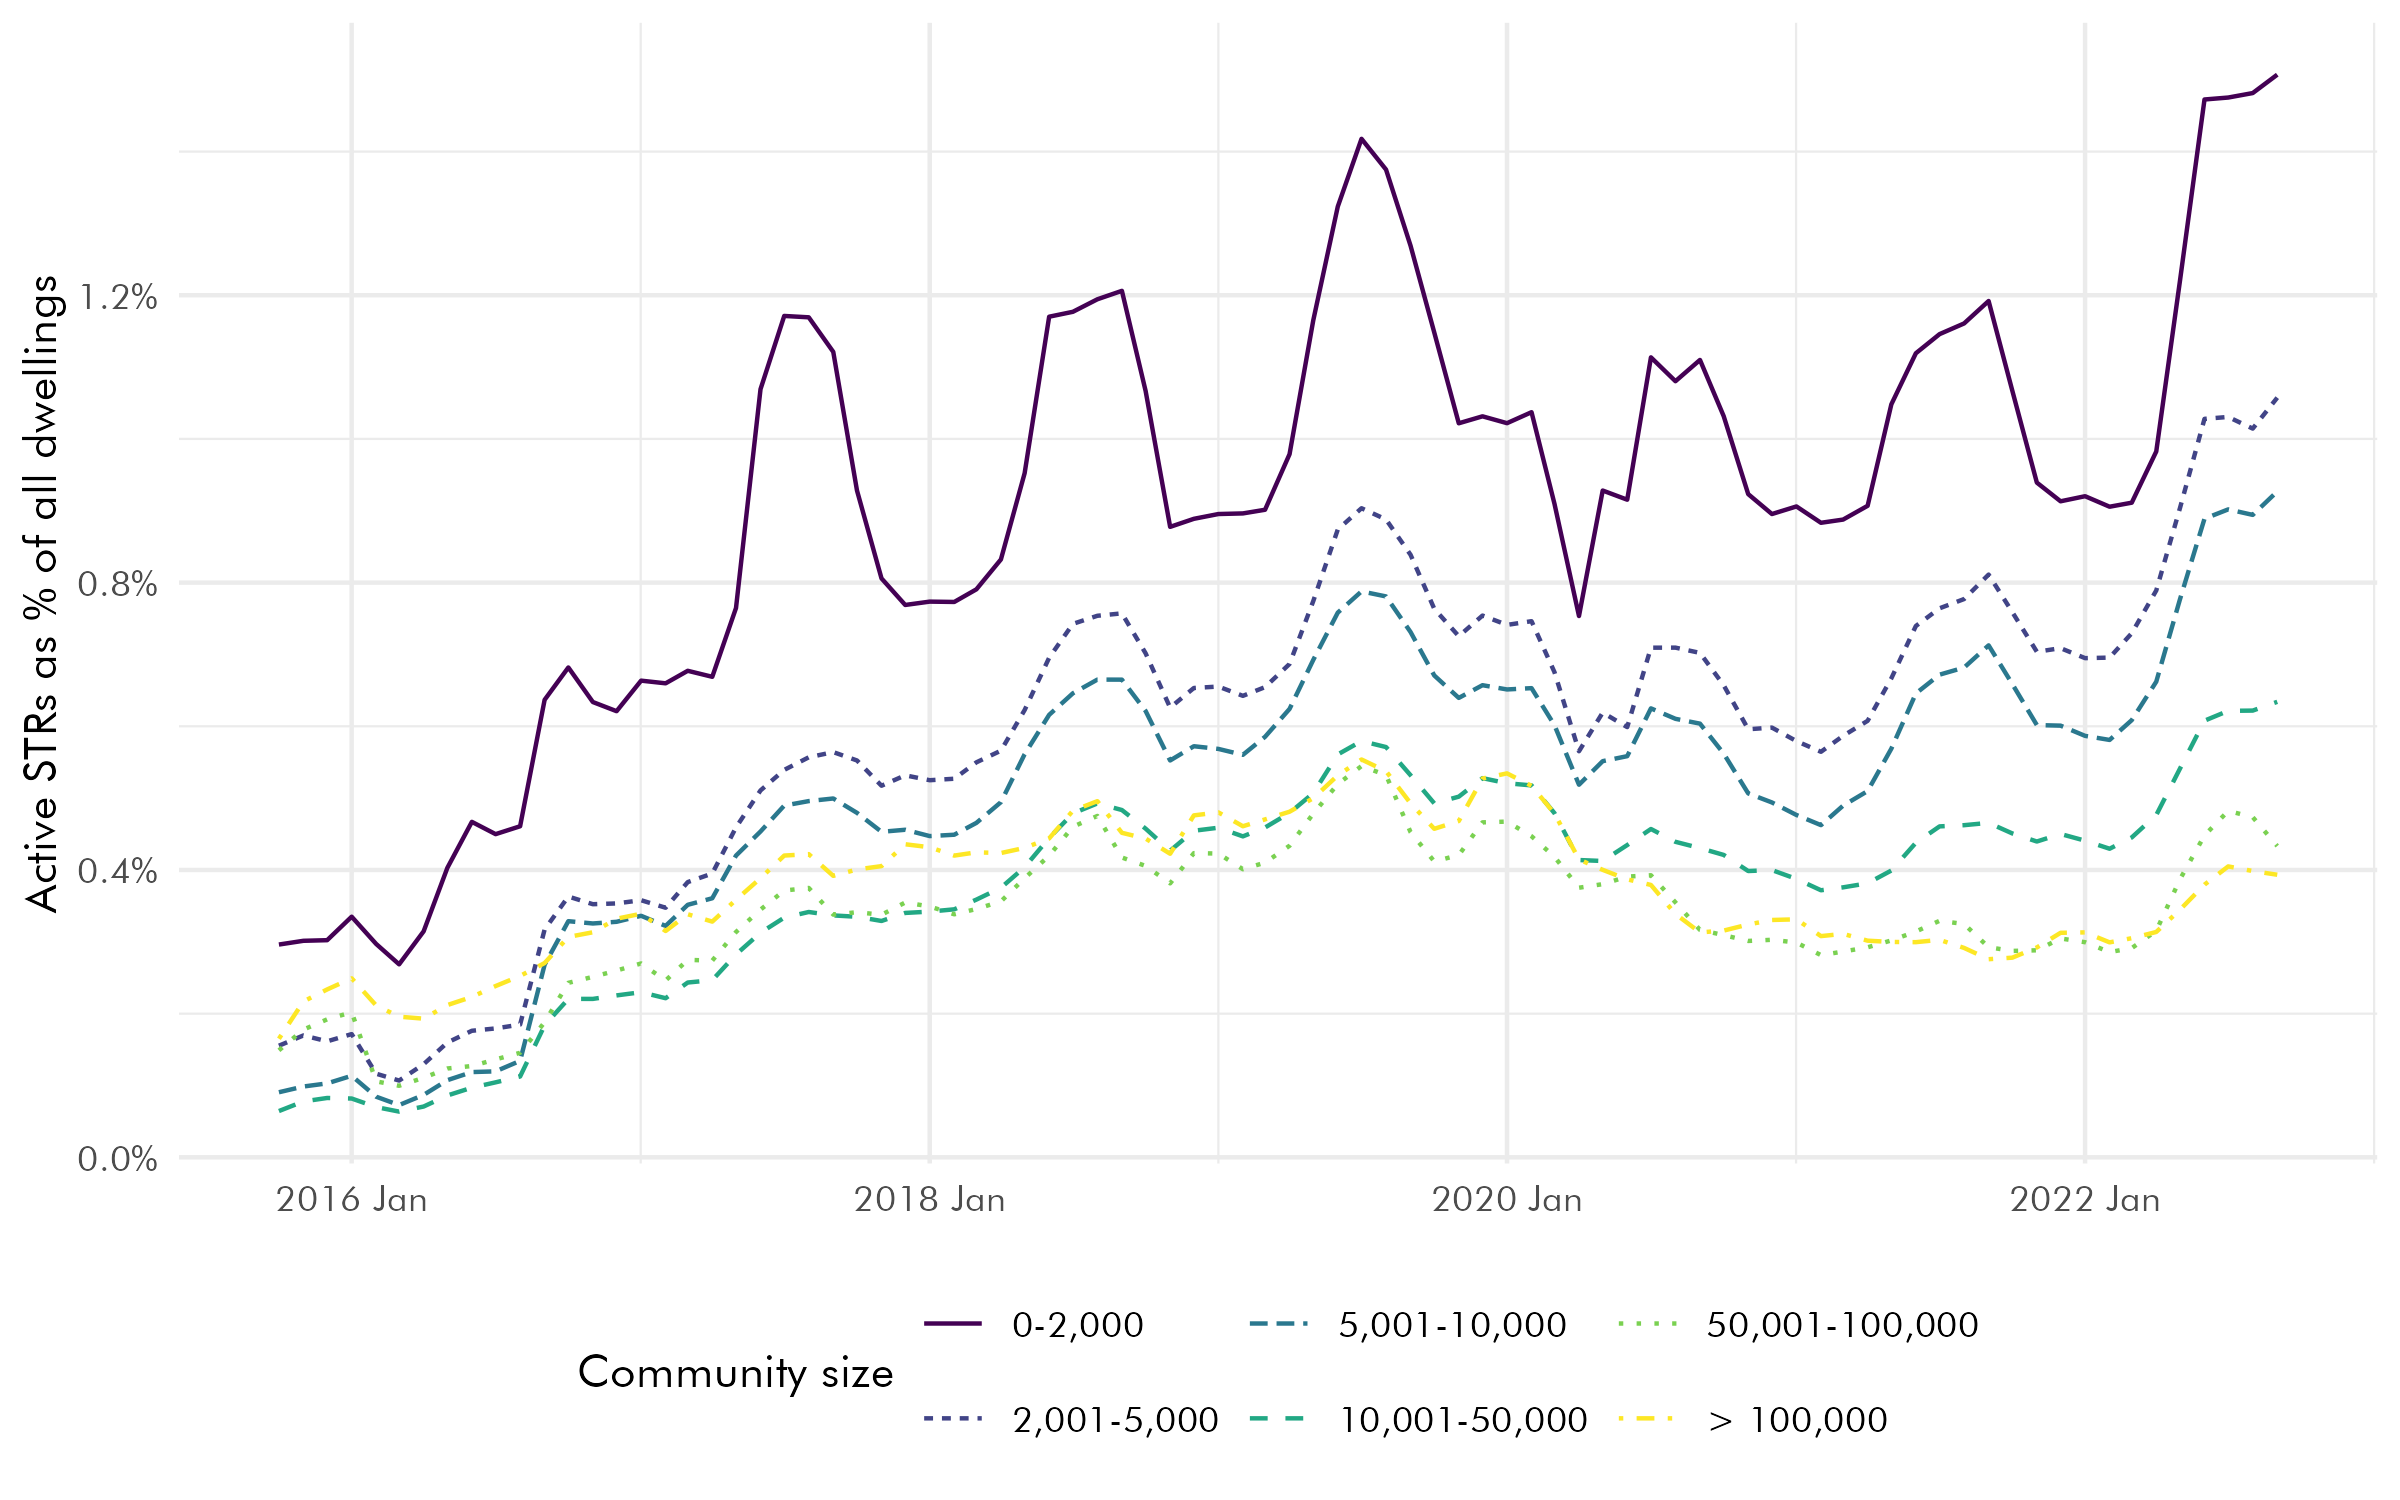 Active STRs as % of all dwellings
1.2%
0.8%
0.4%
0.0%
2016 Jan
2018 Jan
2020 Jan
2022 Jan
Community size
0-2,000
5,001-10,000
50,001-100,000
2,001-5,000
10,001-50,000
> 100,000